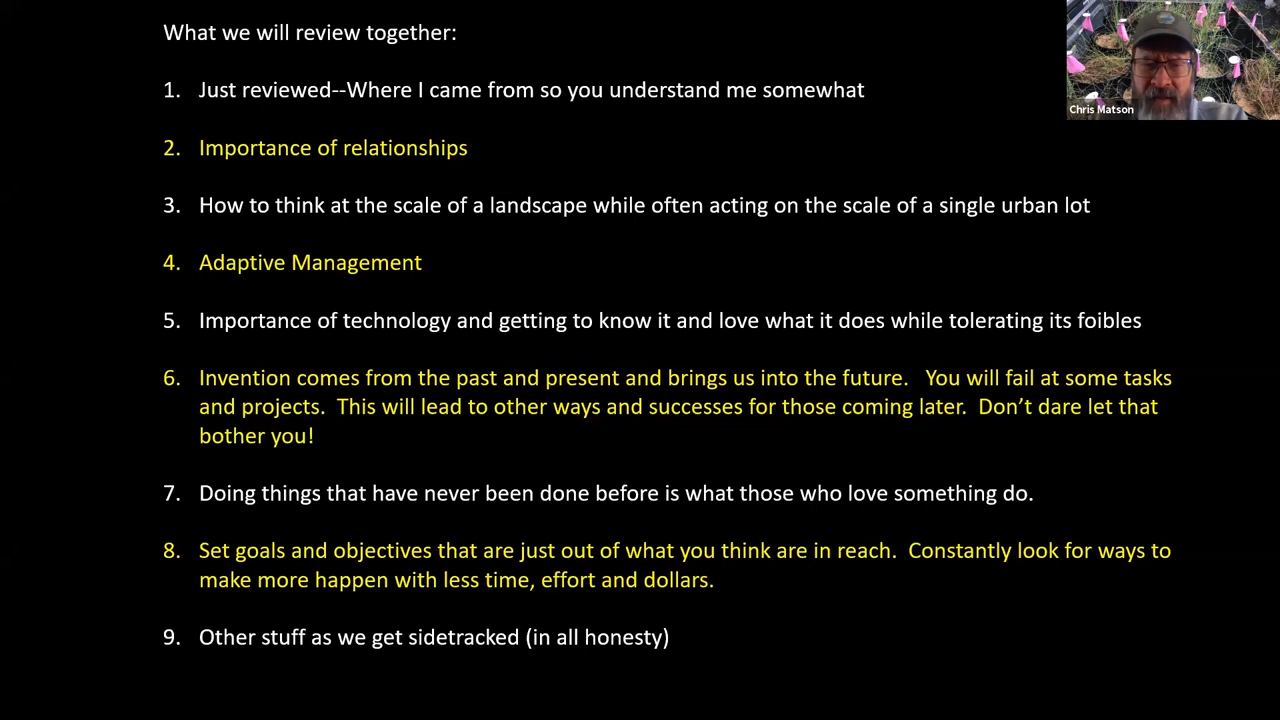 What we will review together:
Chris Matson
1. Just reviewed--Where I came from so you understand me somewhat
2. Importance of relationships
3. How to think at the scale of a landscape while often acting on the scale of a single urban lot
4. Adaptive Management
5. Importance of technology and getting to know it and love what it does while tolerating its foibles
6. Invention comes from the past and present and brings us into the future.   You will fail at some tasks
and projects.  This will lead to other ways and successes for those coming later.  Don’t dare let that
bother you!
7. Doing things that have never been done before is what those who love something do.
8. Set goals and objectives that are just out of what you think are in reach.  Constantly look for ways to
make more happen with less time, effort and dollars.
9. Other stuff as we get sidetracked (in all honesty)